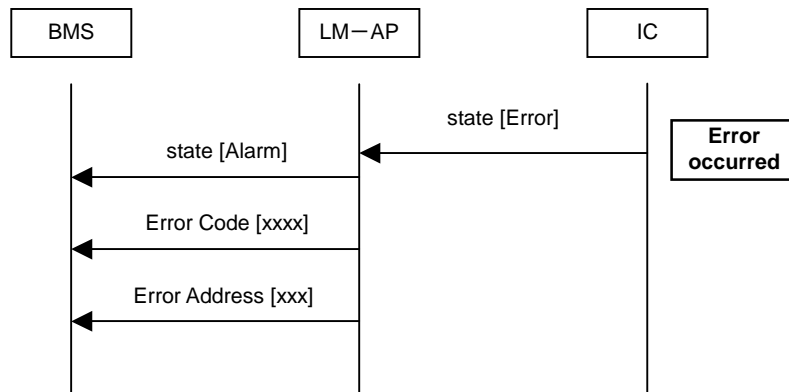 BMS
LM－AP
IC
state [Error]
Error
occurred
state [Alarm]
Error Code [xxxx]
Error Address [xxx]